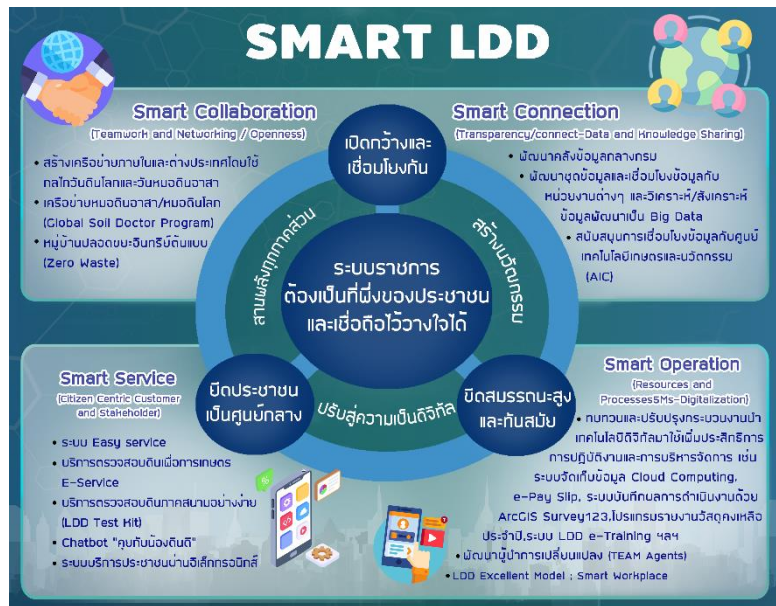 SMART LDD
Smart Collaboration
(Teamwork and Networking / Openness)
• สร้างเครือข่ายภายในและต่างประเทศโดยใช้
กลไกวันดินโลกและวันหมอดินอาสา
• เครือข่ายหมอดินอาสา/หมอดินโลก
(Global Soil Doctor Program)
• หมู่บ้านปลอดขยะอินทรีย์ต้นแบบ
(Zero Waste)
เปิดกว้างและ
เชื่อมโยงกัน
Smart Connection
(Transparency/connect-Data and Knowledge Sharing)
• พัฒนาคลังข้อมูลกลางกรม
• พัฒนาชุดข้อมูลและเชื่อมโยงข้อมูลกับ
หน่วยงานต่างๆ และวิเคราะห์/สังเคราะห์
ข้อมูลพัฒนาเป็น Big Data
• สนับสนุนการเชื่อมโยงข้อมูลกับศูนย์
เทคโนโลยีเกษตรและนวัตกรรม
(AIC)
สานพลังทุกภาคส่วน
สร้างนวัตกรรม
ระบบราชการ
ต้องเป็นที่พึ่งของประชาชน
และเชื่อถือไว้วางใจได้
ปรับสู่ความเป็นดิจิทัล
Smart Service
(Citizen Centric Customer
and Stakeholder)
• ระบบ Easy service
• บริการตรวจสอบดินเพื่อการเกษตร
E-Service
• บริการตรวจสอบดินภาคสนามอย่างง่าย
(LDD Test Kit)
• Chatbot "คุยกับน้องดินดี"
• ระบบบริการประชาชนผ่านอิเล็กทรอนิกส์
ยึดประชาชน
เป็นศูนย์กลาง
ขีดสมรรถนะสูง
และทันสมัย
Smart Operation
(Resources and
Processes5Ms-Digitalization)
• ทบทวนและปรับปรุงกระบวนงานนำ
เทคโนโลยีดิจิทัลมาใช้เพิ่มประสิทธิการ
การปฏิบัติงานและการบริหารจัดการ เช่น
ระบบจัดเก็บข้อมูล Cloud Computing,
e-Pay Slip, ระบบบันทึกผลการดำเนินงานด้วย
ArcGIS Survey123,โปรแกรมรายงานวัสดุคงเหลือ
ประจำปี,ระบบ LDD e-Training ฯลฯ
• พัฒนาผู้นำการเปลี่ยนแปลง (TEAM Agents)
• LDD Excellent Model ; Smart Workplace